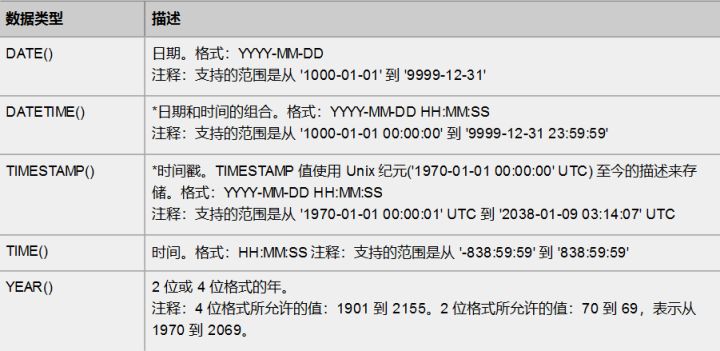 数据类型 描述
DATE() 日期。格式：YYYY-MM-DD
注释：支持的范围是从 '1000-01-01' 到 '9999-12-31'
DATETIME() *日期和时间的组合。格式：YYYY-MM-DD HH:MM:SS
注释：支持的范围是从 '1000-01-01 00:00:00' 到 '9999-12-31 23:59:59'
TIMESTAMP() *时间戳。TIMESTAMP 值使用 Unix 纪元('1970-01-01 00:00:00' UTC) 至今的描述来存
储。格式：YYYY-MM-DD HH:MM:SS
注释：支持的范围是从 '1970-01-01 00:00:01' UTC 到 '2038-01-09 03:14:07' UTC
TIME() 时间。格式：HH:MM:SS 注释：支持的范围是从 '-838:59:59' 到 '838:59:59'
YEAR() 2 位或 4 位格式的年。
注释：4 位格式所允许的值：1901 到 2155。2 位格式所允许的值：70 到 69，表示从
1970 到 2069。